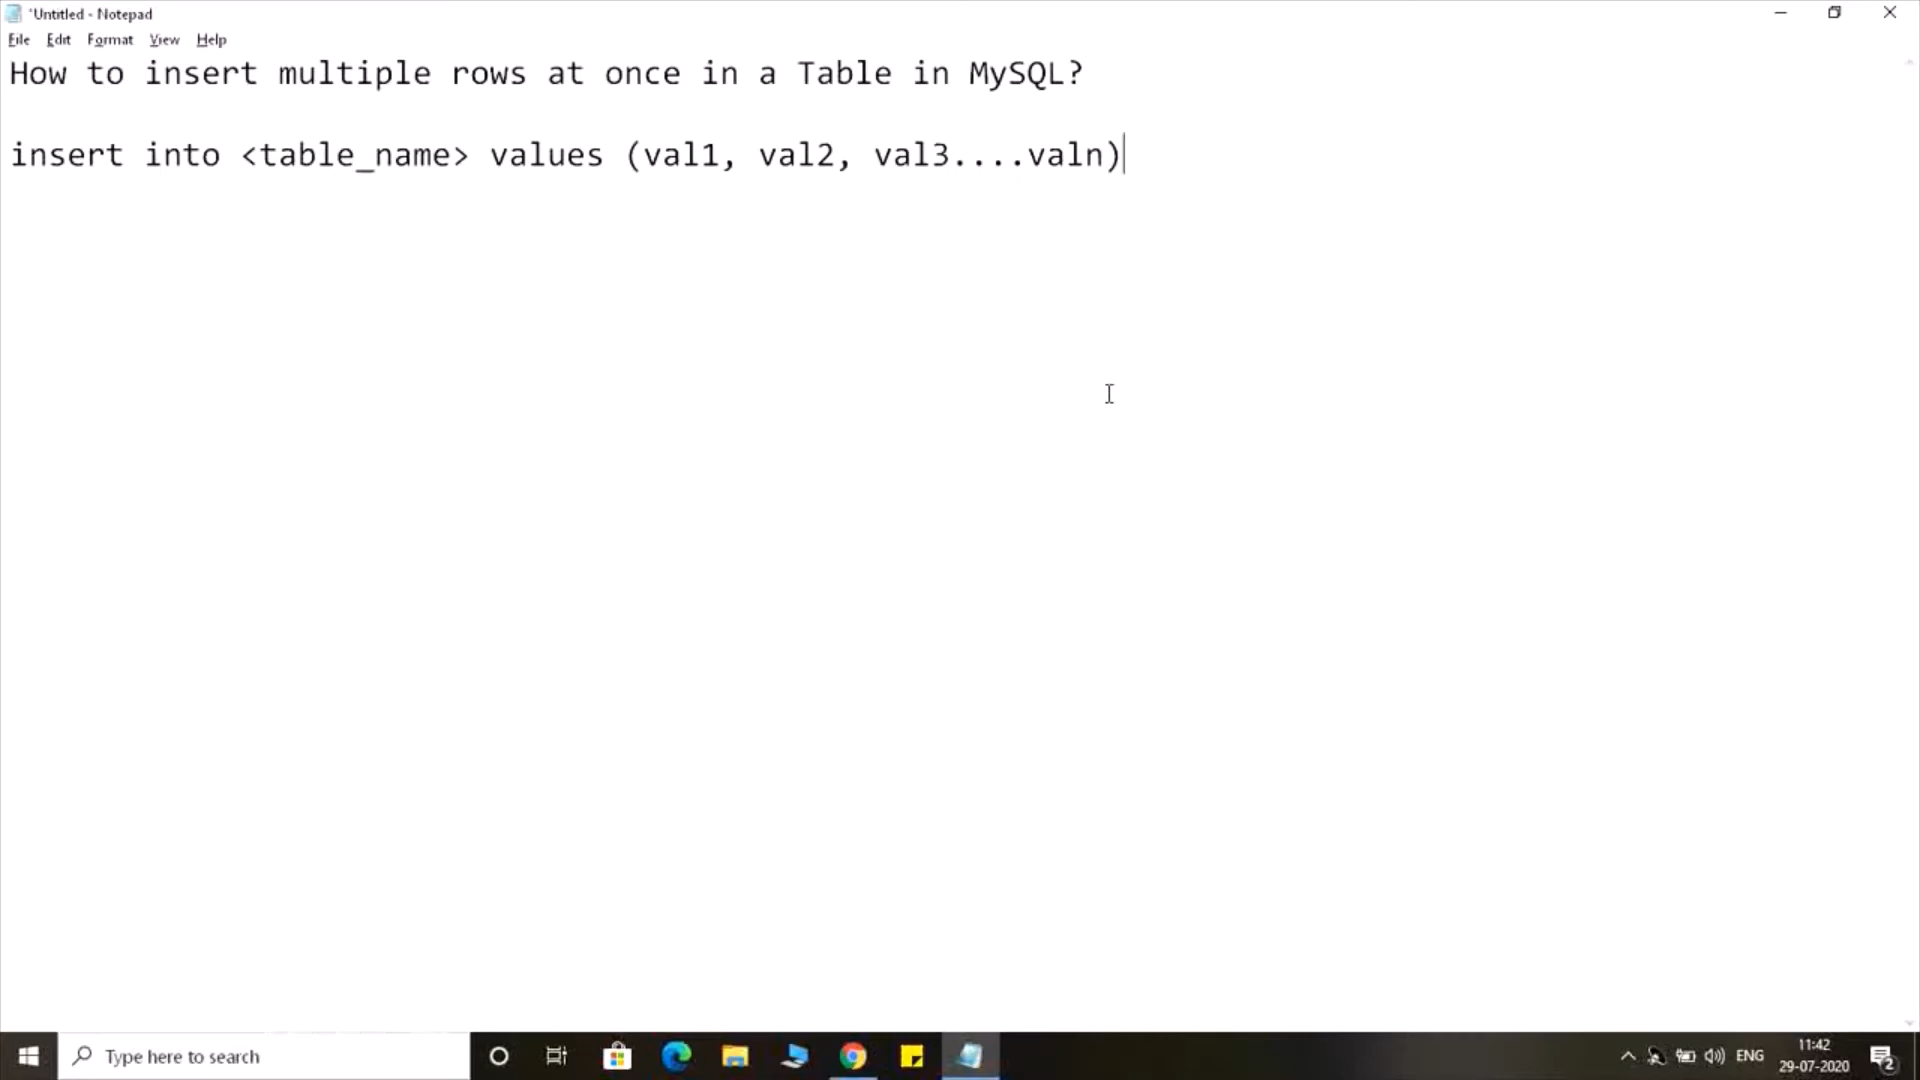 *Untitled - Notepad
File Edit Format View Help
How to insert multiple rows at once in a Table in MySQL?
insert into <table_name> values (val1, val2, val3....valn)
Type here to search
ENG
11:42
29-07-2020
2